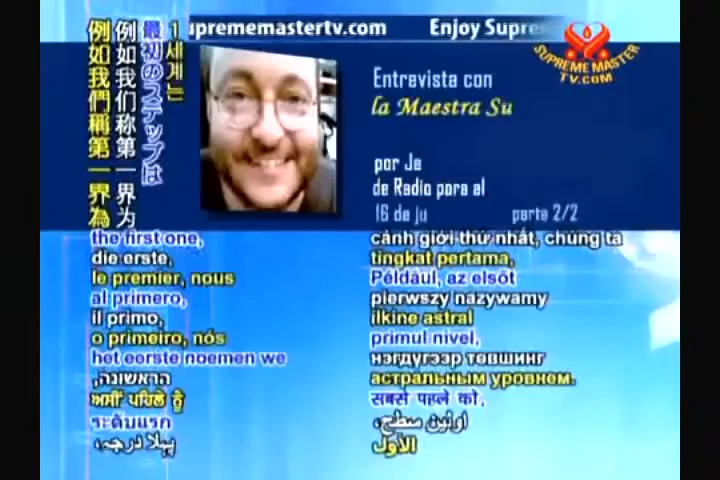 suprememastertv.com Enjoy Supre
SUPREME MASTER
TV.COM
1세계는
最初のステップは
例如我们称第一界为
例如我們稱第一界為
Entrevista con
la Maestra Su
por Je
de Radio para el
16 de ju parte 2/2
the first one,
die erste,
le premier, nous
al primero,
il primo,
o primeiro, nós
het eerste noemen we
הראשונה,
ਅਸੀਂ ਪਹਿਲੇ ਨੂੰ
ระดับแรก
پہلا درجہ،
cảnh giới thứ nhất, chúng ta
tingkat pertama,
Például, az elsőt
pierwszy nazywamy
ilkine astral
primul nivel,
нэгдүгээр төвшинг
астральным уровнем.
सबसे पहले को,
اولین سطح،
الأول